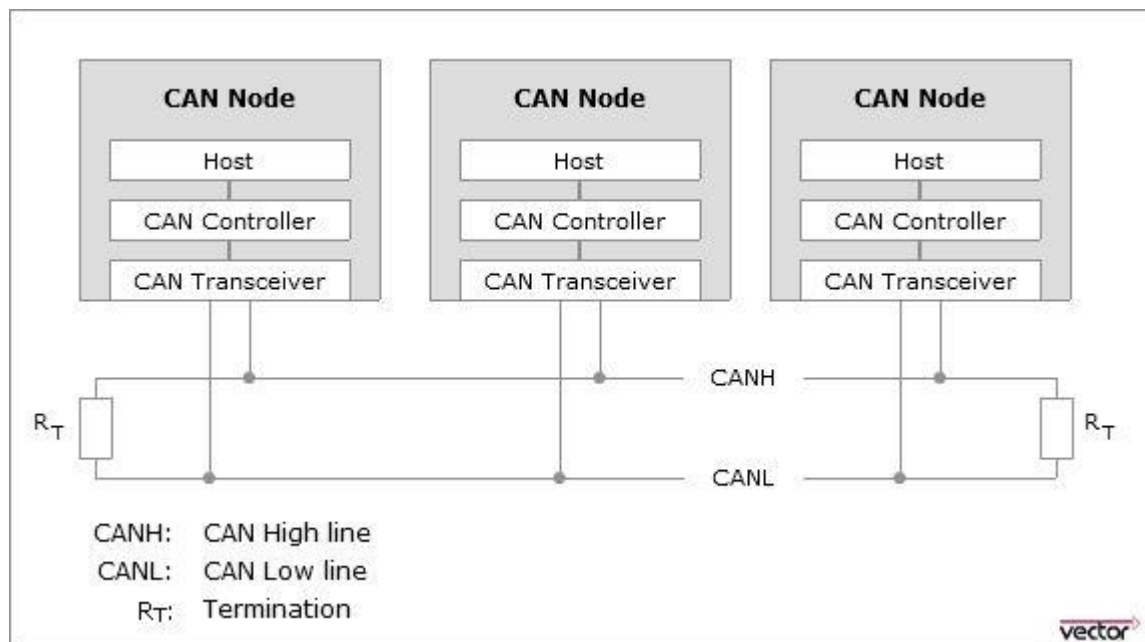 CAN Node CAN Node CAN Node
Host Host Host
CAN Controller CAN Controller CAN Controller
CAN Transceiver CAN Transceiver CAN Transceiver
CANH
RT RT
CANL
CANH: CAN High line
CANL: CAN Low line
RT: Termination
vector